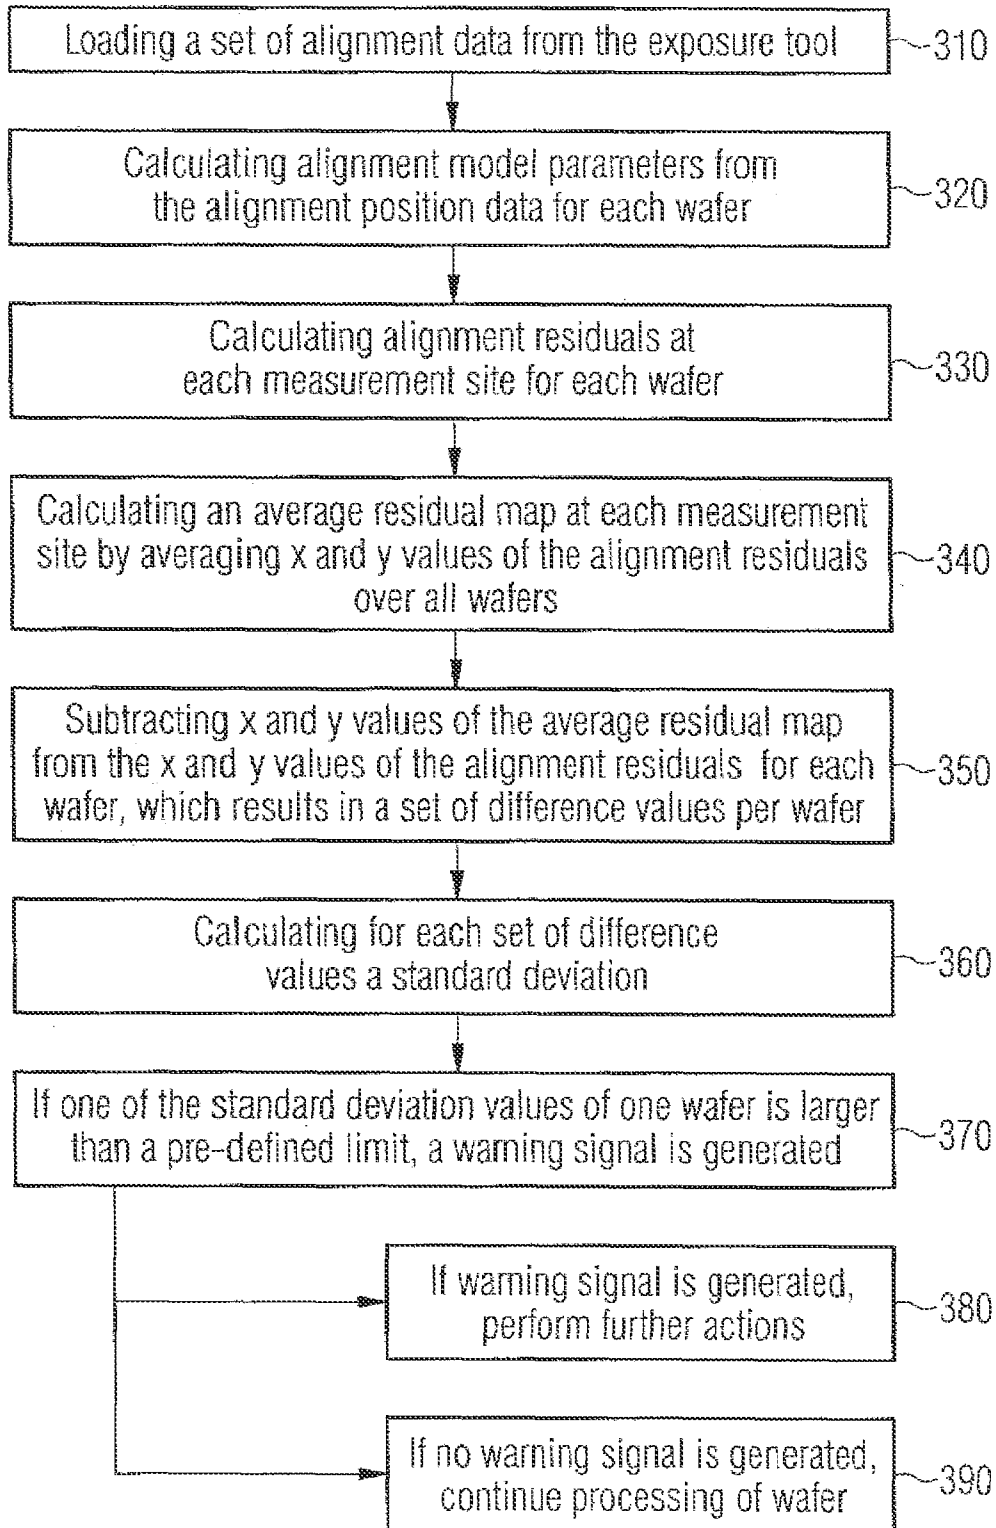 Loading a set of alignment data from the exposure tool
310
Calculating alignment model parameters from
the alignment position data for each wafer
320
Calculating alignment residuals at
each measurement site for each wafer
330
Calculating an average residual map at each measurement
site by averaging x and y values of the alignment residuals
over all wafers
340
Subtracting x and y values of the average residual map
from the x and y values of the alignment residuals for each
wafer, which results in a set of difference values per wafer
350
Calculating for each set of difference
values a standard deviation
360
If one of the standard deviation values of one wafer is larger
than a pre-defined limit, a warning signal is generated
370
If warning signal is generated,
perform further actions
380
If no warning signal is generated,
continue processing of wafer
390